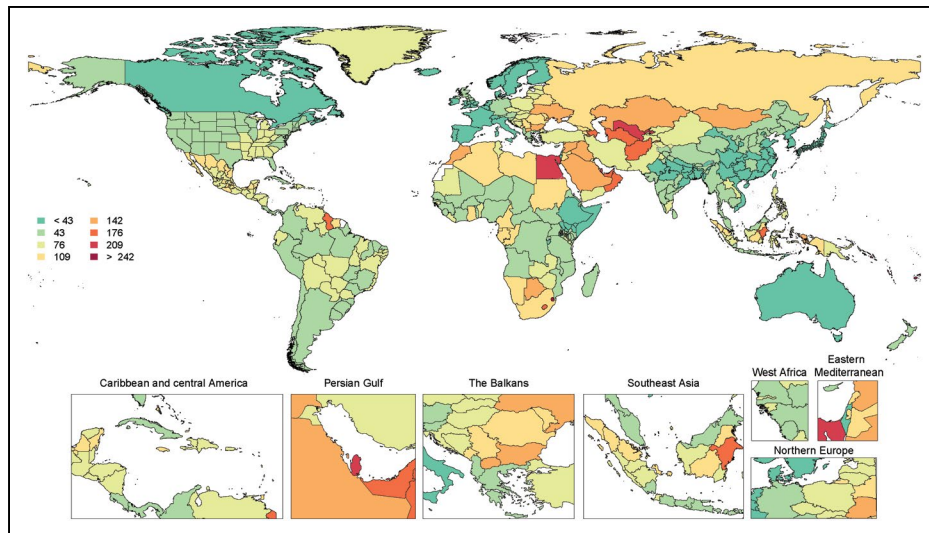 < 43
43
76
109
142
176
209
> 242
Caribbean and central America
Persian Gulf
The Balkans
Southeast Asia
West Africa
Eastern
Mediterranean
Northern Europe